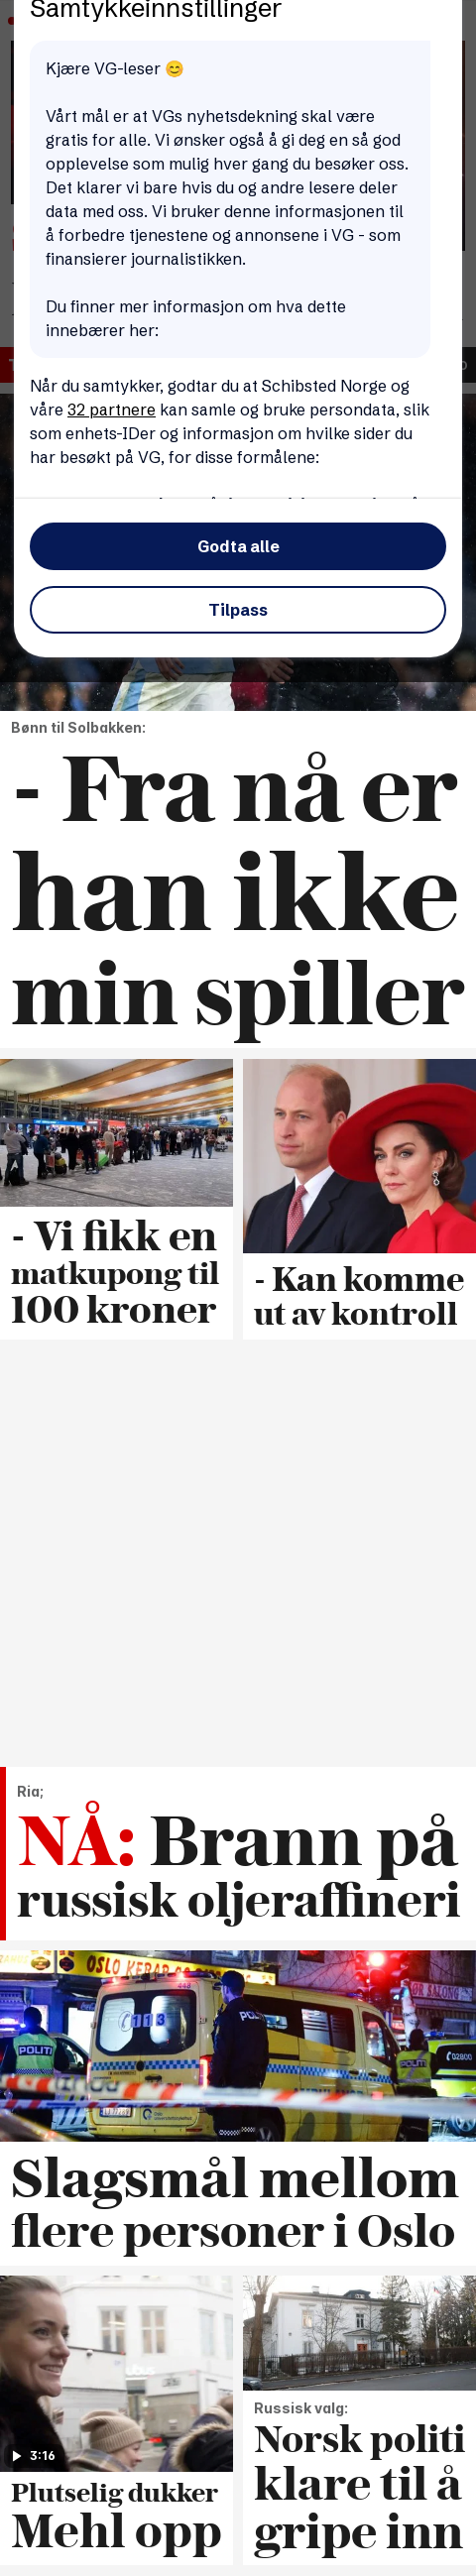 Samtykkeinnstillinger
Kjære VG-leser 😊
Vårt mål er at VGs nyhetsdekning skal være
gratis for alle. Vi ønsker også å gi deg en så god
opplevelse som mulig hver gang du besøker oss.
Det klarer vi bare hvis du og andre lesere deler
data med oss. Vi bruker denne informasjonen til
å forbedre tjenestene og annonsene i VG - som
finansierer journalistikken.
Du finner mer informasjon om hva dette
innebærer her:
Når du samtykker, godtar du at Schibsted Norge og
våre 32 partnere kan samle og bruke persondata, slik
som enhets-IDer og informasjon om hvilke sider du
har besøkt på VG, for disse formålene:
Godta alle
Tilpass
Bønn til Solbakken:
- Fra nå er
han ikke
min spiller
- Vi fikk en
matkupong til
100 kroner
- Kan komme
ut av kontroll
Ria;
NÅ: Brann på
russisk oljeraffineri
OSLO KEBAB
POLITI
113
POLITI
02800
Slagsmål mellom
flere personer i Oslo
3:16
Plutselig dukker
Mehl opp
Russisk villa:
Norsk politi
klare til å
gripe inn